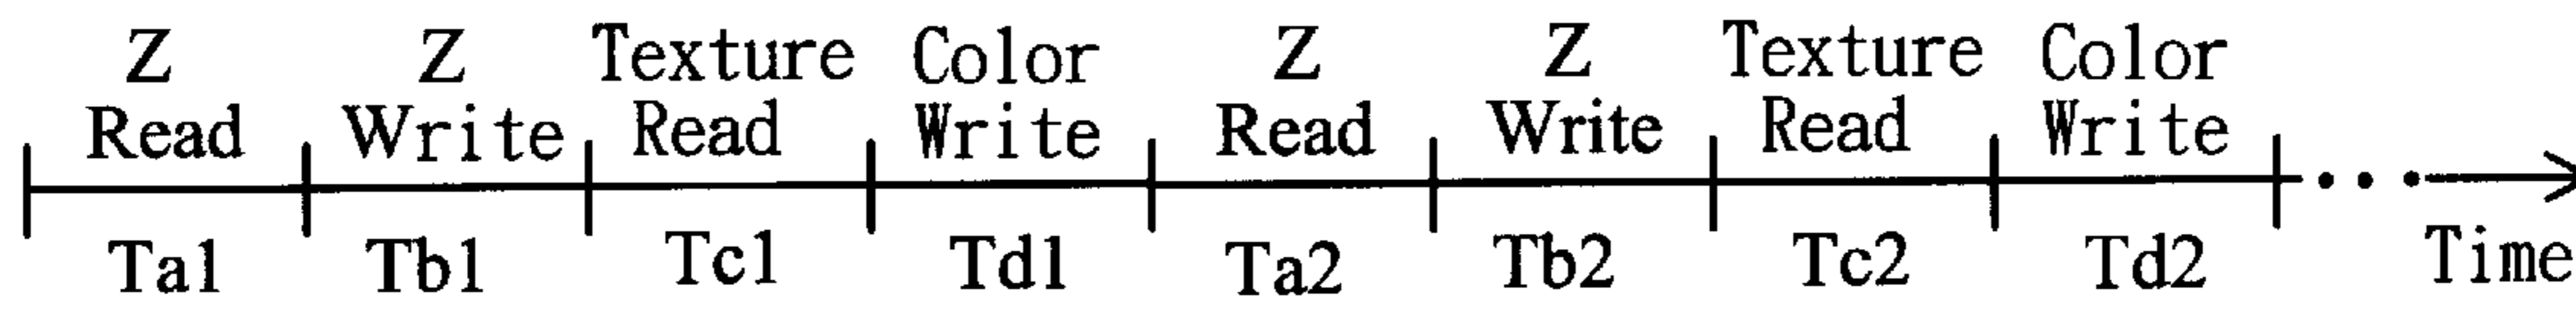 Z Z Texture Color Z Z Texture Color
Read Write Read Write Read Write Read Write
Ta1 Tb1 Tc1 Td1 Ta2 Tb2 Tc2 Td2 Time